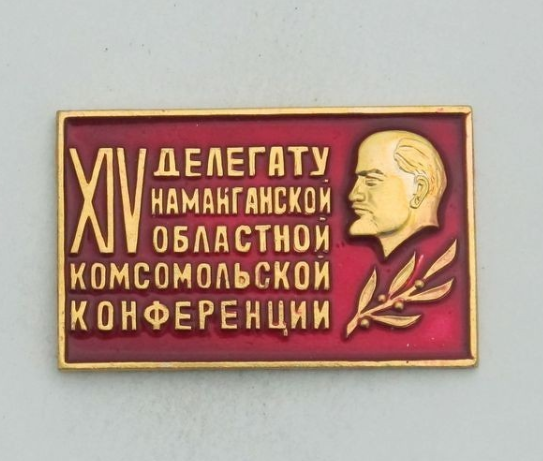 XIV ДЕЛЕГАТУ
НАМАНГАНСКОЙ
ОБЛАСТНОЙ
КОМСОМОЛЬСКОЙ
КОНФЕРЕНЦИИ